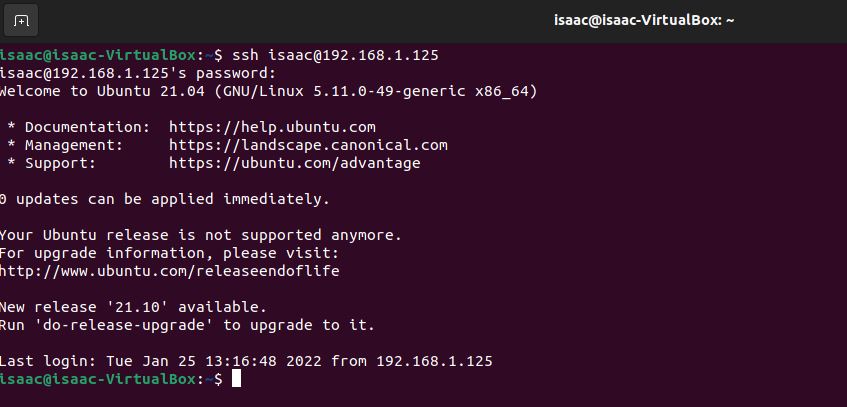 isaac@isaac-VirtualBox: ~
isaac@isaac-VirtualBox:~$ ssh isaac@192.168.1.125
isaac@192.168.1.125's password:
Welcome to Ubuntu 21.04 (GNU/Linux 5.11.0-49-generic x86_64)
* Documentation:  https://help.ubuntu.com
* Management:     https://landscape.canonical.com
* Support:        https://ubuntu.com/advantage
0 updates can be applied immediately.
Your Ubuntu release is not supported anymore.
For upgrade information, please visit:
http://www.ubuntu.com/releaseendoflife
New release '21.10' available.
Run 'do-release-upgrade' to upgrade to it.
Last login: Tue Jan 25 13:16:48 2022 from 192.168.1.125
isaac@isaac-VirtualBox:~$